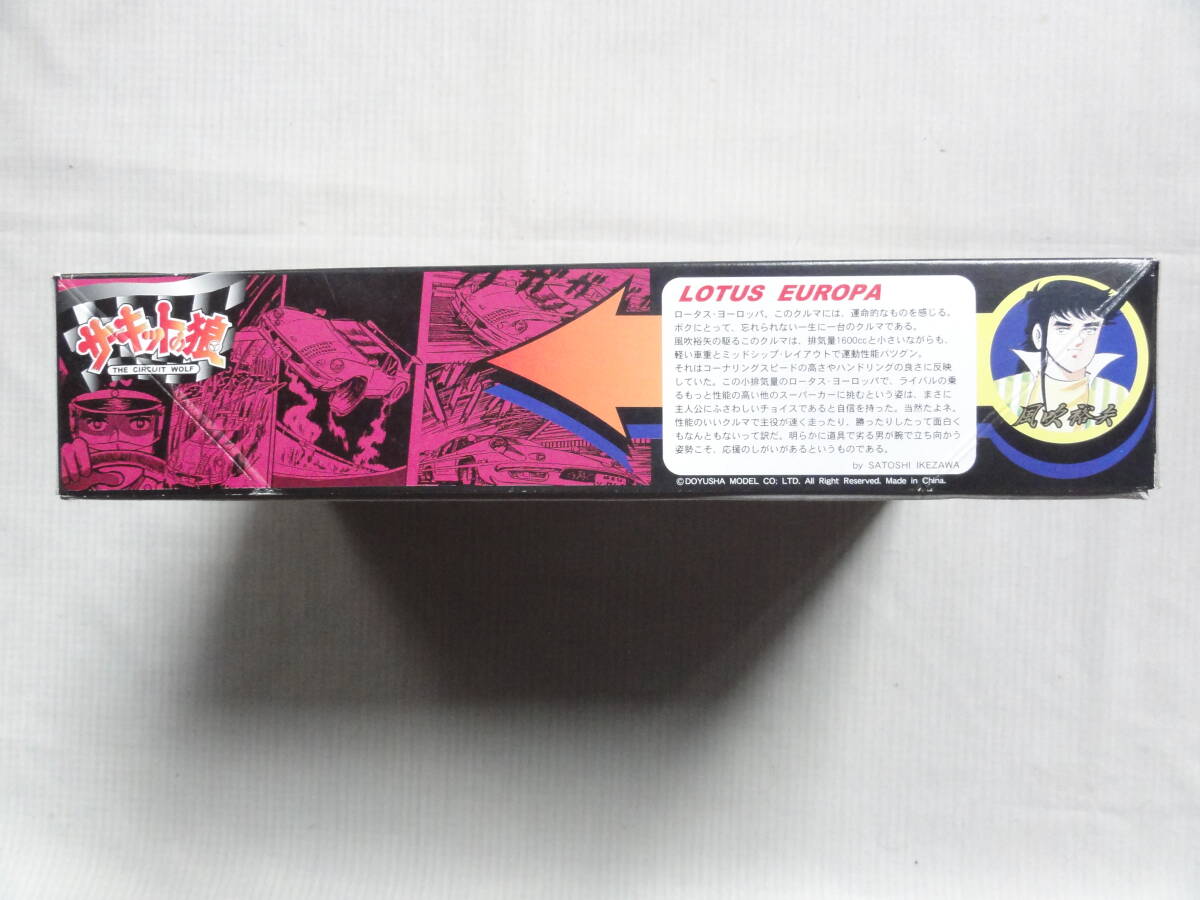 サーキットの狼
THE CIRCUIT WOLF
LOTUS EUROPA
ロータス・ヨーロッパ、このクルマには、運命的なものを感じる。
ボクにとって、忘れられない一生に一台のクルマである。
風吹裕矢の駆るこのクルマは、排気量1600ccと小さいながらも、
軽い車重とミッドシップ・レイアウトで運動性能バツグン。
それはコーナリングスピードの高さやハンドリングの良さに反映
していた。この小排気量のロータス・ヨーロッパで、ライバルの乗
るもっと性能の高い他のスーパーカーに挑むという姿は、まさに
主人公にふさわしいチョイスであると自信を持った。当然だよネ。
性能のいいクルマで主役が速く走ったり、勝ったりしたって面白く
もなんともないって訳だ。明らかに道具で劣る男が腕で立ち向かう
姿勢こそ、応援のしがいがあるというものである。
by SATOSHI IKEZAWA
©DOYUSHA MODEL CO: LTD. All Right Reserved. Made in China.
風吹裕矢